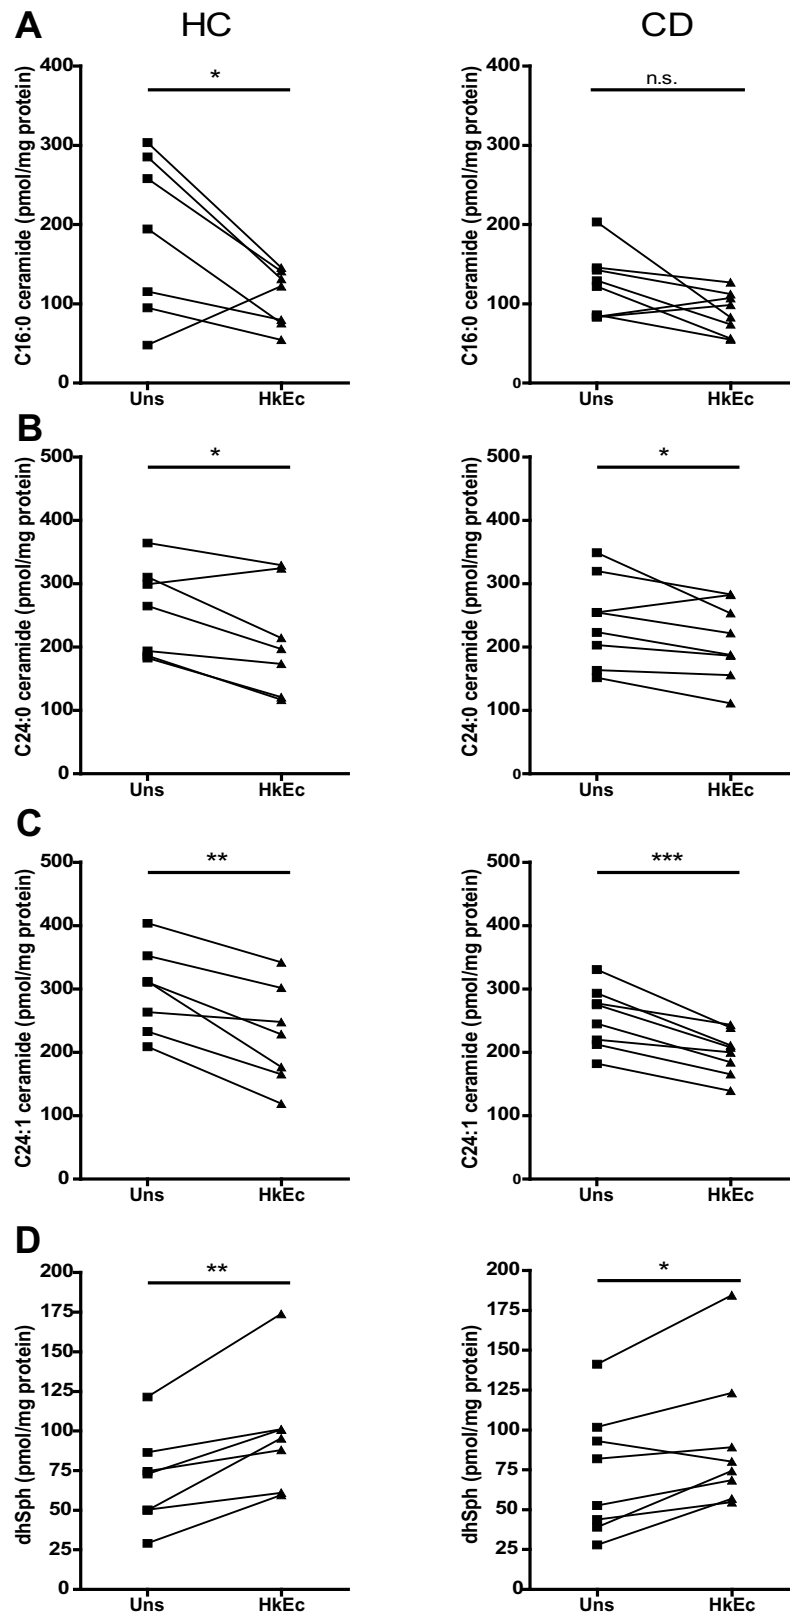 A
HC
CD
C16:0 ceramide (pmol/mg protein)
400
300
200
100
0
*
Uns
HkEc
C16:0 ceramide (pmol/mg protein)
400
300
200
100
0
n.s.
Uns
HkEc
B
C24:0 ceramide (pmol/mg protein)
500
400
300
200
100
0
*
Uns
HkEc
C24:0 ceramide (pmol/mg protein)
500
400
300
200
100
0
*
Uns
HkEc
C
C24:1 ceramide (pmol/mg protein)
500
400
300
200
100
0
**
Uns
HkEc
C24:1 ceramide (pmol/mg protein)
500
400
300
200
100
0
***
Uns
HkEc
D
dhSph (pmol/mg protein)
200
175
150
125
100
75
50
25
0
**
Uns
HkEc
dhSph (pmol/mg protein)
200
175
150
125
100
75
50
25
0
*
Uns
HkEc